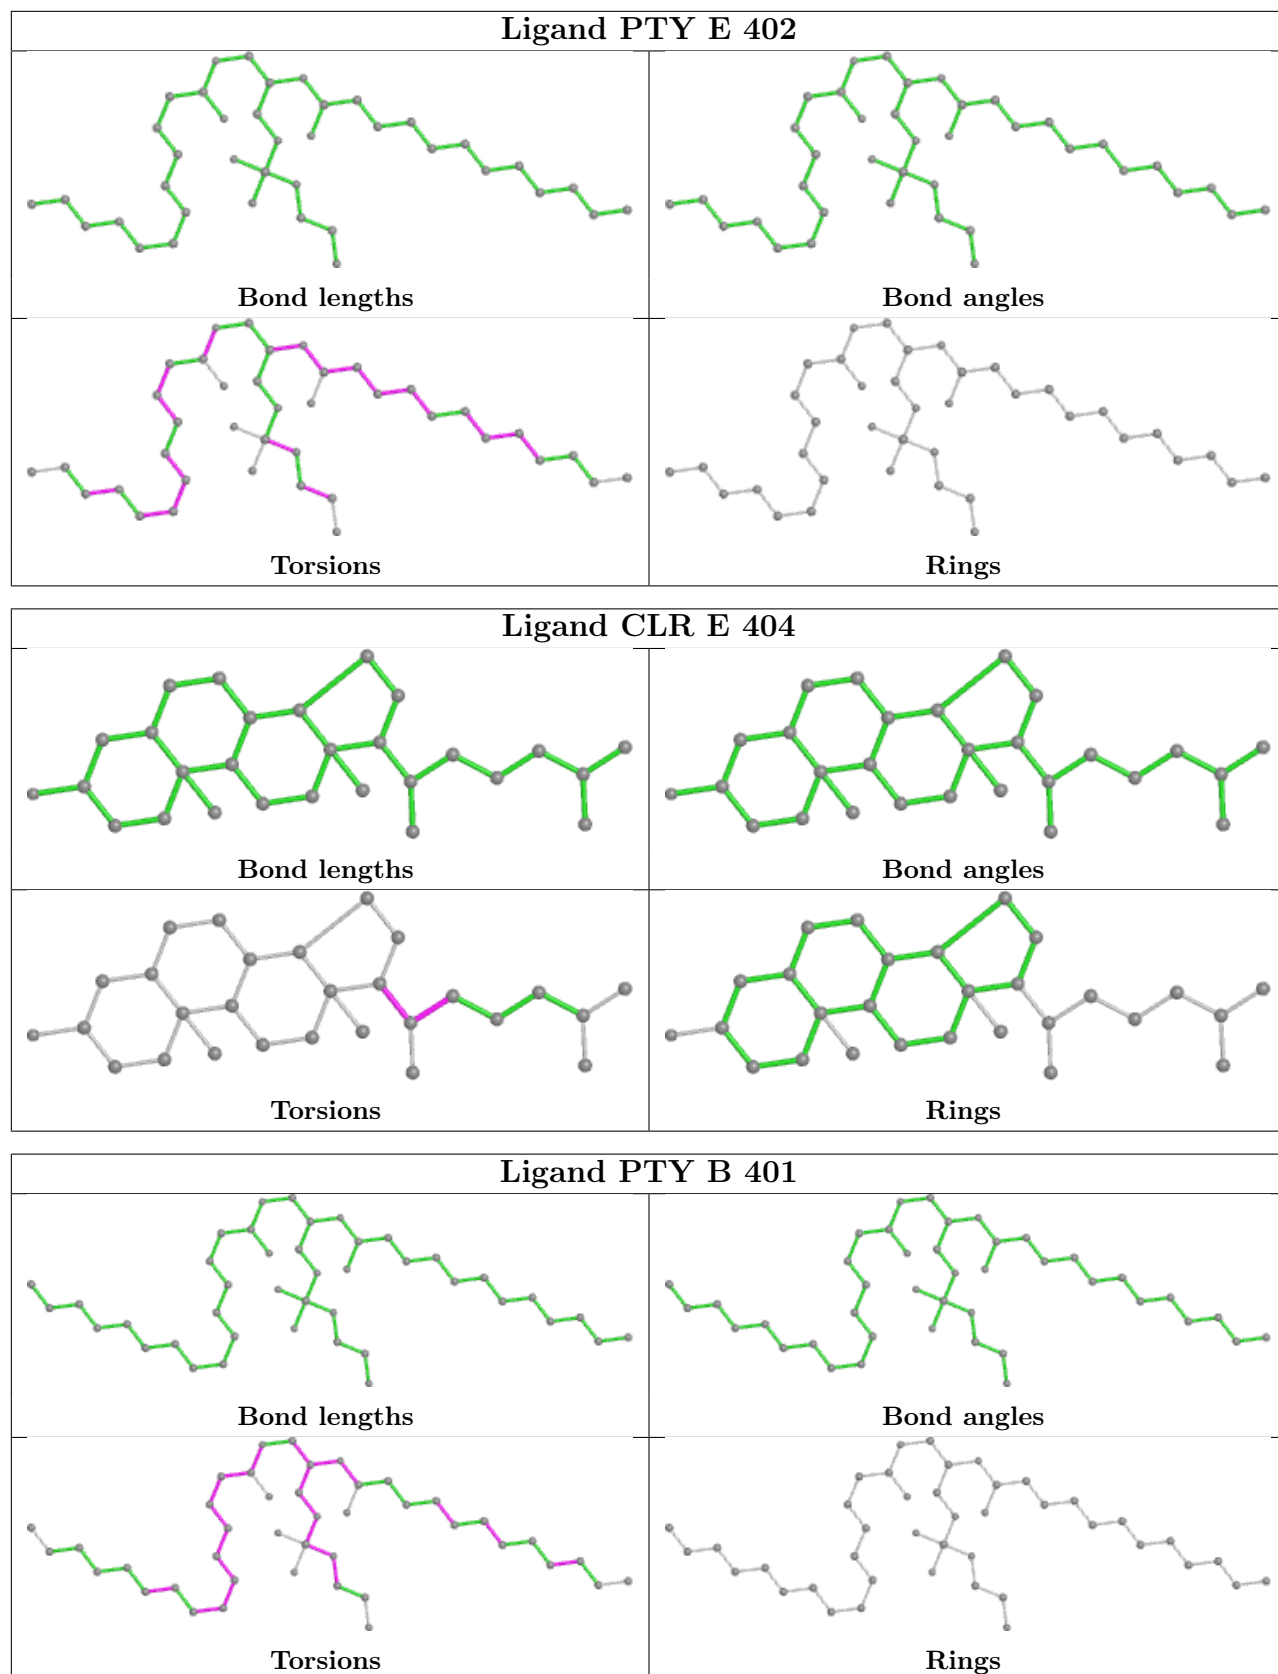 Ligand PTY E 402
Bond lengths
Bond angles
Torsions
Rings
Ligand CLR E 404
Bond lengths
Bond angles
Torsions
Rings
Ligand PTY B 401
Bond lengths
Bond angles
Torsions
Rings